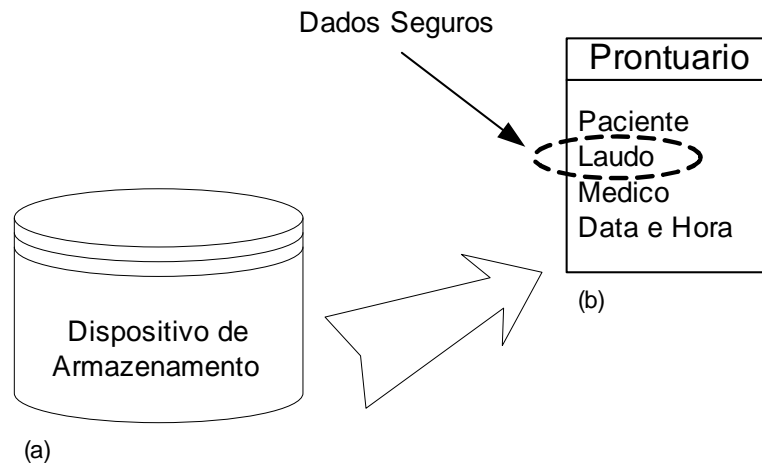 Dados Seguros
Prontuario
Paciente
Laudo
Medico
Data e Hora
(b)
Dispositivo de
Armazenamento
(a)